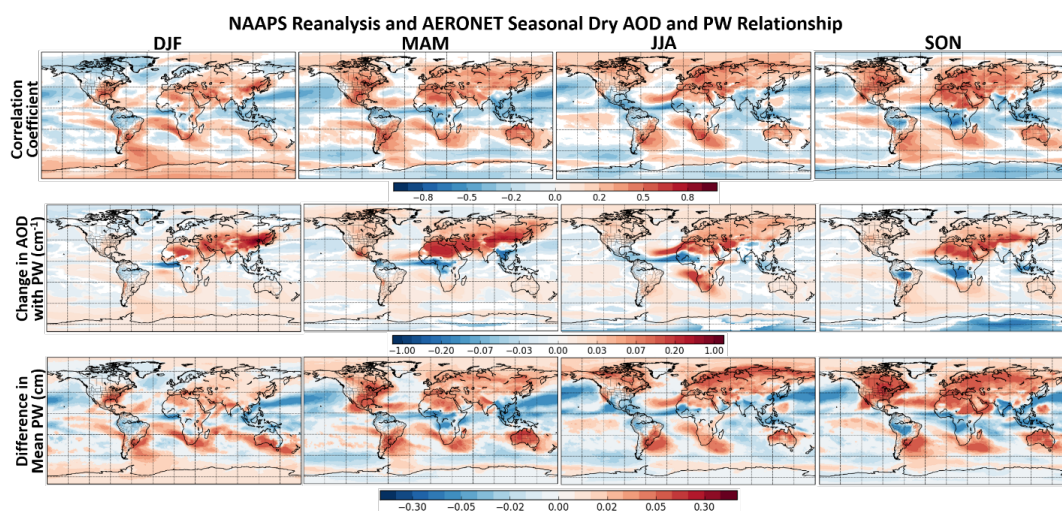 NAAPS Reanalysis and AERONET Seasonal Dry AOD and PW Relationship
DJF MAM JJA SON
Correlation
Coefficient
−0.8 −0.5 −0.2 0.0 0.2 0.5 0.8
Change in AOD
with PW (cm⁻¹)
−1.00 −0.20 −0.07 −0.03 0.00 0.03 0.07 0.20 1.00
Difference in
Mean PW (cm)
−0.30 −0.05 −0.02 0.00 0.02 0.05 0.30